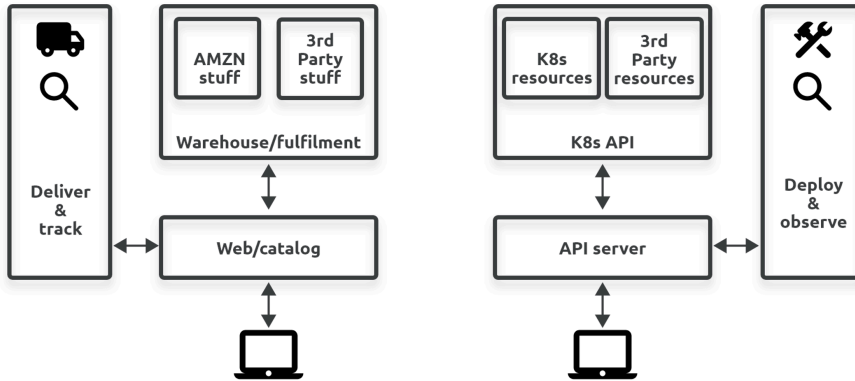 AMZN
stuff
3rd
Party
stuff
Warehouse/fulfilment
Deliver
&
track
Web/catalog
K8s
resources
3rd
Party
resources
K8s API
API server
Deploy
&
observe